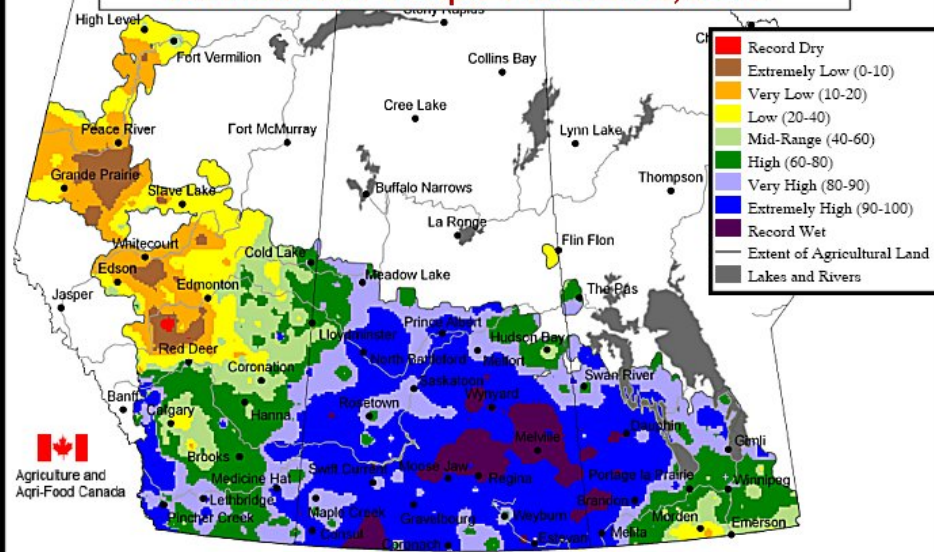 Stony Rapids
High Level
Fort Vermilion
Collins Bay
Cree Lake
Peace River
Fort McMurray
Lynn Lake
Grande Prairie
Slave Lake
Buffalo Narrows
Thompson
La Ronge
Whitecourt
Flin Flon
Edson
Cold Lake
Meadow Lake
Jasper
Edmonton
The Pas
Lloydminster
Prince Albert
Hudson Bay
Red Deer
North Battleford
Melfort
Coronation
Saskatoon
Swan River
Banff
Calgary
Hanna
Rosetown
Wynyard
Dauphin
Melville
Gimli
Brooks
Medicine Hat
Swift Current
Moose Jaw
Regina
Portage la Prairie
Winnipeg
Lethbridge
Brandon
Pincher Creek
Maple Creek
Gravelbourg
Weyburn
Morden
Emerson
Consul
Coronach
Estevan
Melita
Record Dry
Extremely Low (0-10)
Very Low (10-20)
Low (20-40)
Mid-Range (40-60)
High (60-80)
Very High (80-90)
Extremely High (90-100)
Record Wet
Extent of Agricultural Land
Lakes and Rivers
Agriculture and
Agri-Food Canada